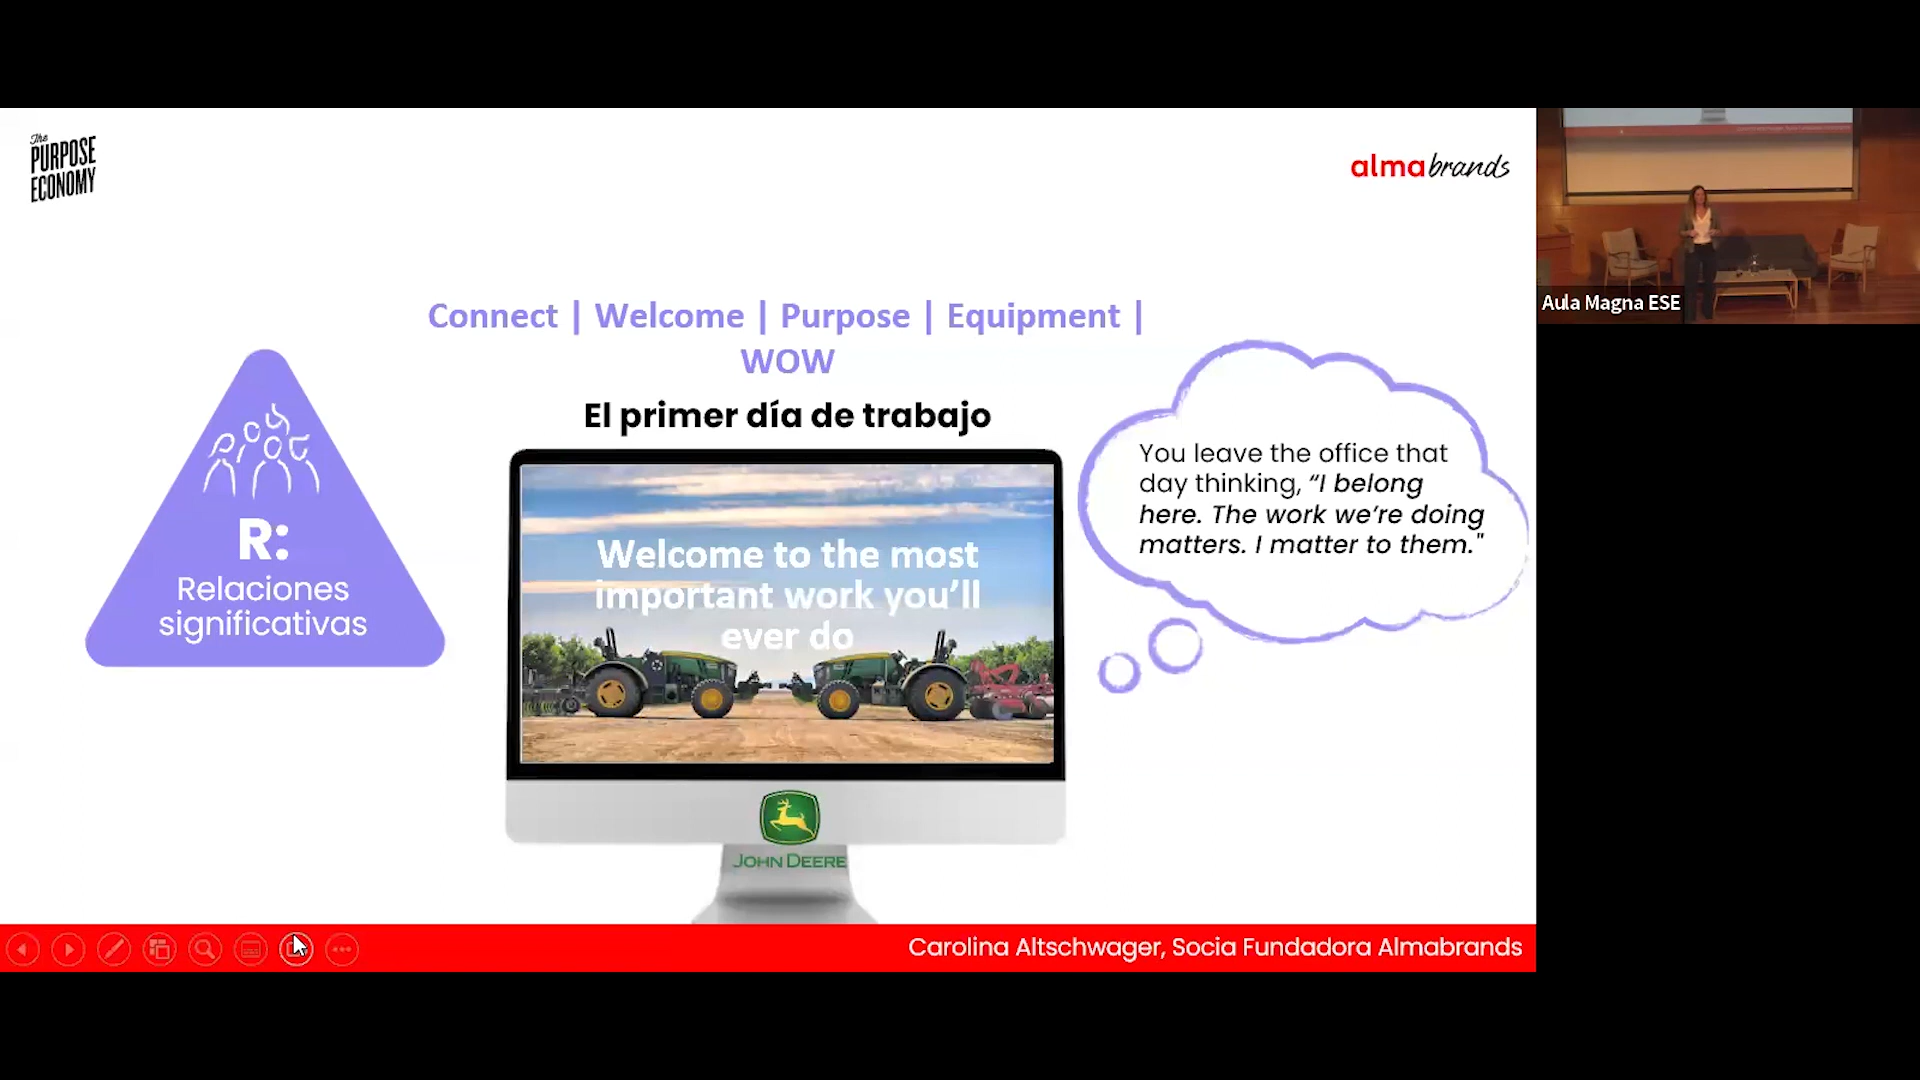 The
PURPOSE
ECONOMY
almabrands
Connect | Welcome | Purpose | Equipment |
WOW
El primer día de trabajo
R:
Relaciones
significativas
Welcome to the most
important work you’ll
ever do
JOHN DEERE
You leave the office that
day thinking, “I belong
here. The work we’re doing
matters. I matter to them."
Carolina Altschwager, Socia Fundadora Almabrands
Aula Magna ESE